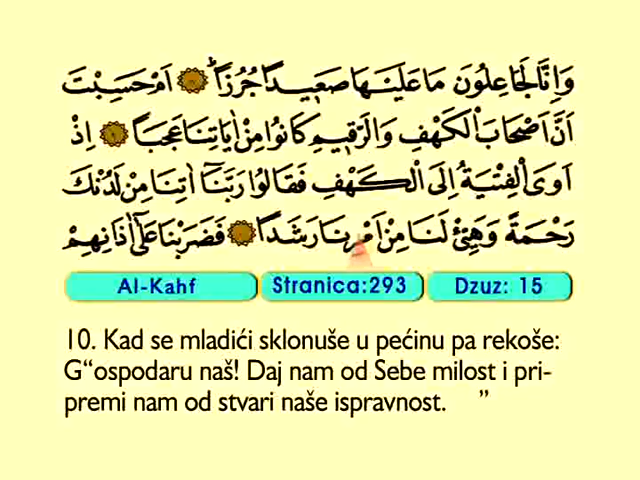 وَإِنَّا لَجَاعِلُونَ مَا عَلَيْهَا صَعِيدًا جُرُزًا ۝ أَمْ حَسِبْتَ
أَنَّ أَصْحَابَ الْكَهْفِ وَالرَّقِيمِ كَانُوا مِنْ آيَاتِنَا عَجَبًا ۝ إِذْ
أَوَى الْفِتْيَةُ إِلَى الْكَهْفِ فَقَالُوا رَبَّنَا آتِنَا مِنْ لَدُنْكَ
رَحْمَةً وَهَيِّئْ لَنَا مِنْ أَمْرِنَا رَشَدًا ۝ فَضَرَبْنَا عَلَى آذَانِهِمْ
Al-Kahf Stranica:293 Dzuz: 15
10. Kad se mladići sklonuše u pećinu pa rekoše:
G“ospodaru naš! Daj nam od Sebe milost i pri-
premi nam od stvari naše ispravnost. ”